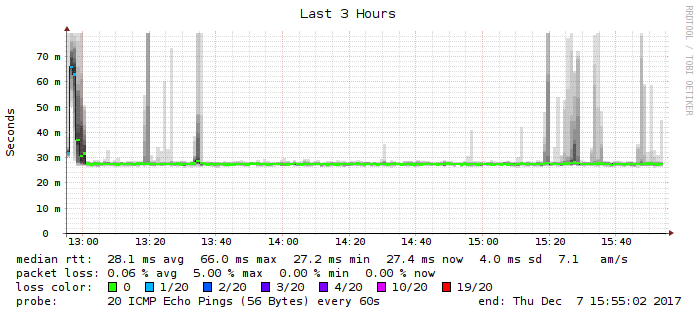 Last 3 Hours
RRDTOOL / TOBI OETIKER
Seconds
70 m
60 m
50 m
40 m
30 m
20 m
10 m
0
13:00 13:20 13:40 14:00 14:20 14:40 15:00 15:20 15:40
median rtt: 28.1 ms avg 66.0 ms max 27.2 ms min 27.4 ms now 4.0 ms sd 7.1 am/s
packet loss: 0.06 % avg 5.00 % max 0.00 % min 0.00 % now
loss color: 0 1/20 2/20 3/20 4/20 10/20 19/20
probe: 20 ICMP Echo Pings (56 Bytes) every 60s end: Thu Dec 7 15:55:02 2017